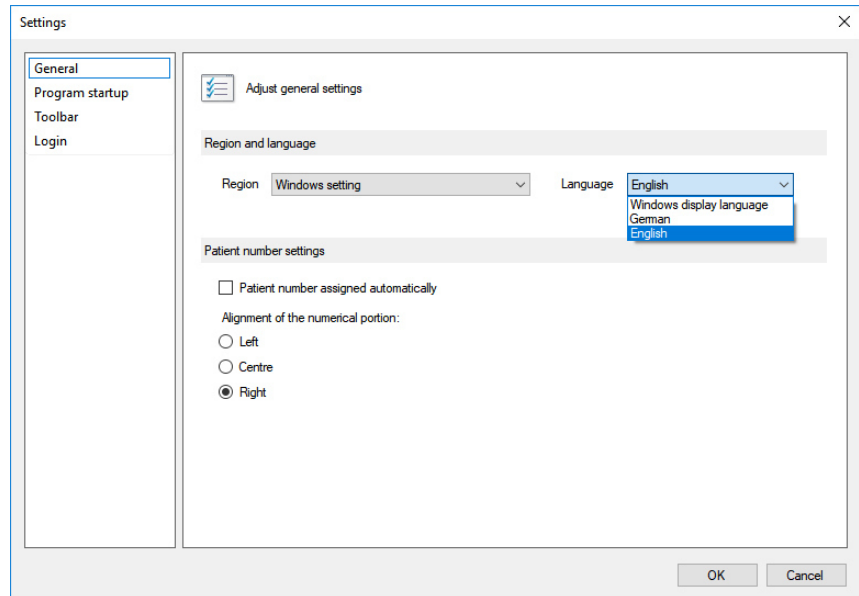 Settings
General
Program startup
Toolbar
Login
Adjust general settings
Region and language
Region Windows setting Language English
Windows display language
German
English
Patient number settings
Patient number assigned automatically
Alignment of the numerical portion:
Left
Centre
Right
OK Cancel